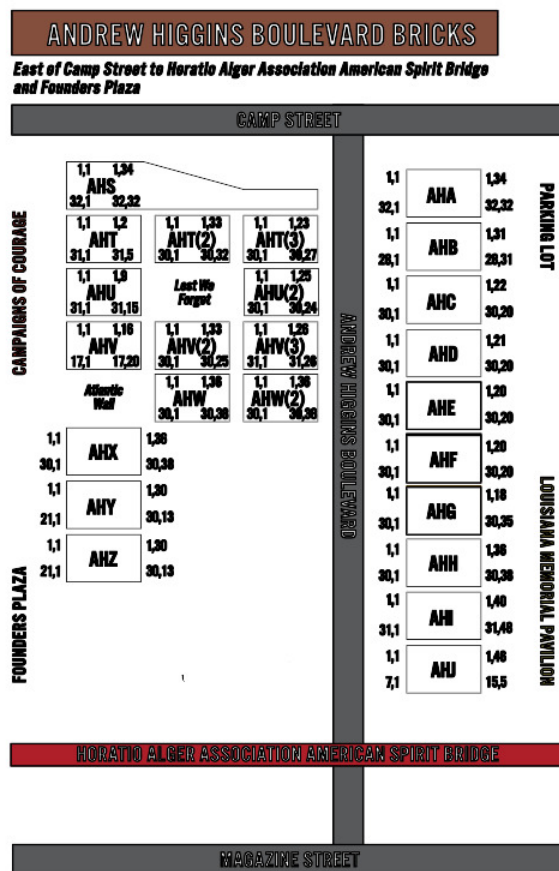 ANDREW HIGGINS BOULEVARD BRICKS
East of Camp Street to Horatio Alger Association American Spirit Bridge
and Founders Plaza
CAMP STREET
CAMPAIGNS OF COURAGE
FOUNDERS PLAZA
1,1 1,34
AHS
32,1 32,32
1,1 1,2
AHT
31,1 31,5
1,1 1,33
AHT(2)
30,1 30,32
1,1 1,23
AHT(3)
30,1 30,27
1,1 1,9
AHU
31,1 31,15
Lest We
Forget
1,1 1,25
AHU(2)
30,1 30,24
1,1 1,16
AHV
17,1 17,20
1,1 1,33
AHV(2)
30,1 30,25
1,1 1,26
AHV(3)
31,1 31,26
Atlantic
Wall
1,1 1,36
AHW
30,1 30,38
1,1 1,36
AHW(2)
30,1 30,38
1,1 1,36
AHX
30,1 30,38
1,1 1,30
AHY
21,1 30,13
1,1 1,30
AHZ
21,1 30,13
ANDREW HIGGINS BOULEVARD
1,1 1,34
AHA
32,1 32,32
1,1 1,31
AHB
28,1 28,31
1,1 1,22
AHC
30,1 30,20
1,1 1,21
AHD
30,1 30,20
1,1 1,20
AHE
30,1 30,20
1,1 1,20
AHF
30,1 30,20
1,1 1,18
AHG
30,1 30,35
1,1 1,36
AHH
30,1 30,38
1,1 1,40
AHI
31,1 31,48
1,1 1,46
AHJ
7,1 15,5
PARKING LOT
LOUISIANA MEMORIAL PAVILION
HORATIO ALGER ASSOCIATION AMERICAN SPIRIT BRIDGE
MAGAZINE STREET